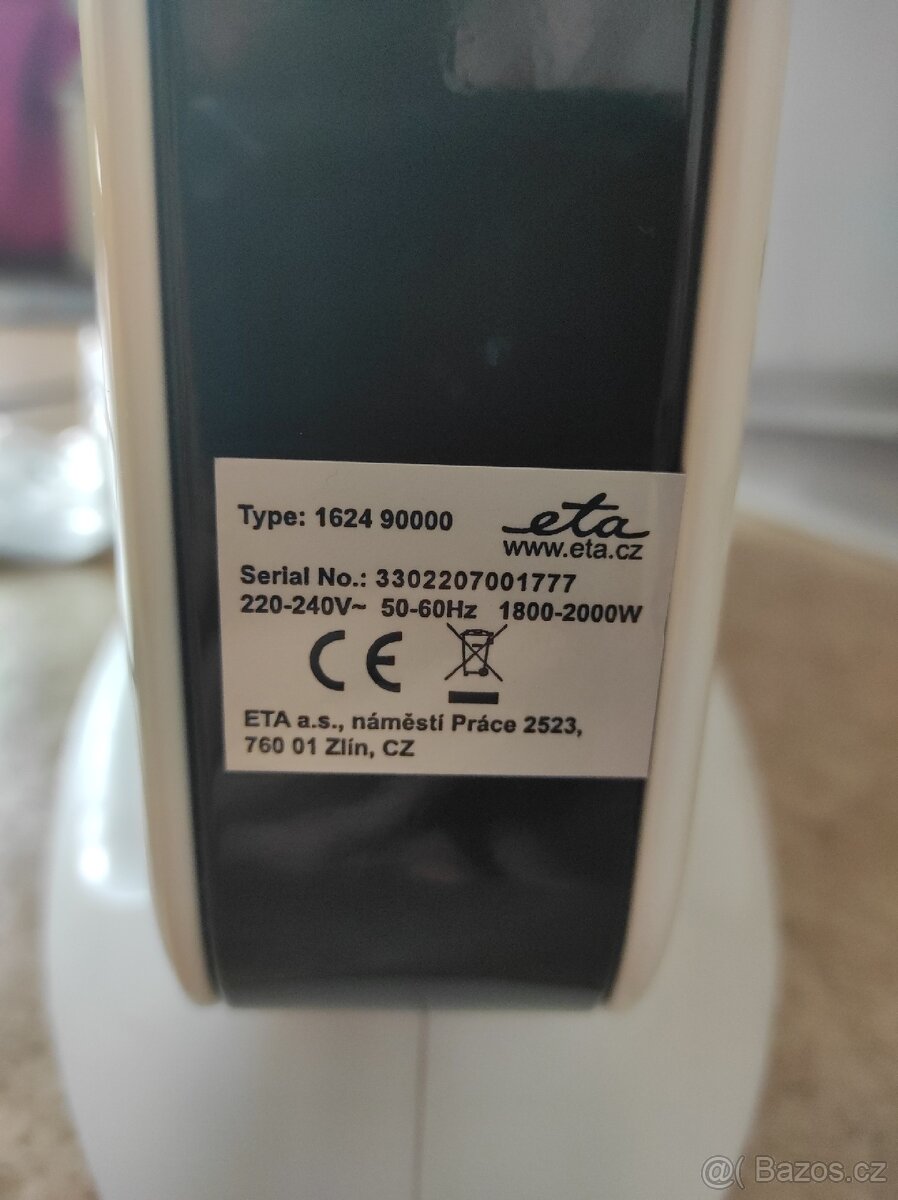 Type: 1624 90000
eta
www.eta.cz
Serial No.: 3302207001777
220-240V~ 50-60Hz 1800-2000W
CE
ETA a.s., náměstí Práce 2523,
760 01 Zlín, CZ
@( Bazos.cz